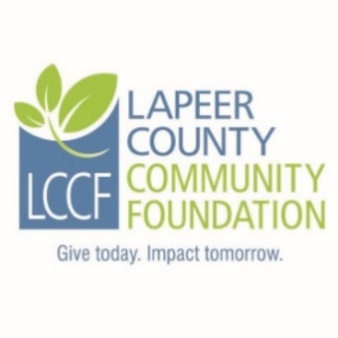 LCCF
LAPEER
COUNTY
COMMUNITY
FOUNDATION
Give today. Impact tomorrow.